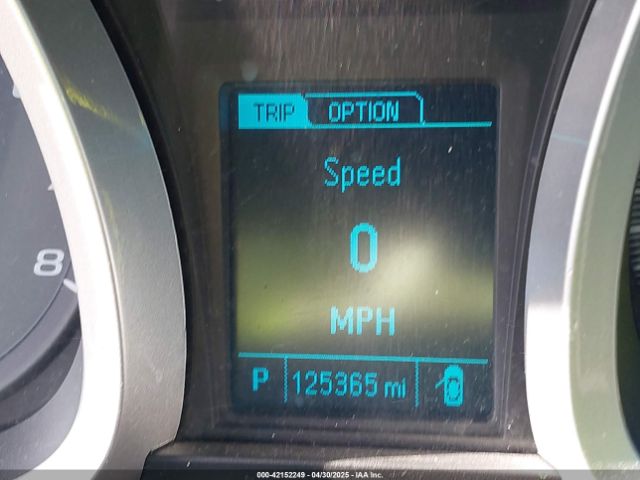 TRIP OPTION
Speed
0
MPH
P 125365 mi
8
000-42152249 - 04/30/2025 - IAA Inc.